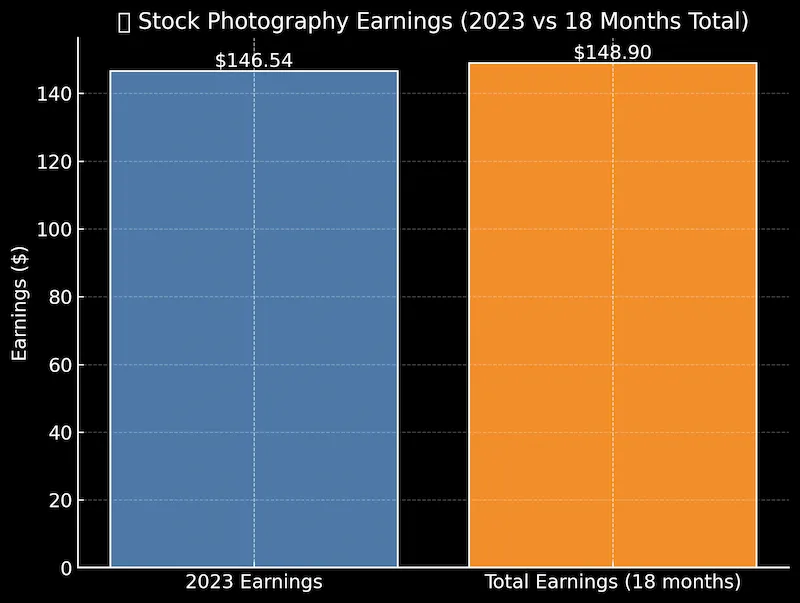 ▯ Stock Photography Earnings (2023 vs 18 Months Total)
$146.54
$148.90
140
120
100
80
60
40
20
0
Earnings ($)
2023 Earnings
Total Earnings (18 months)